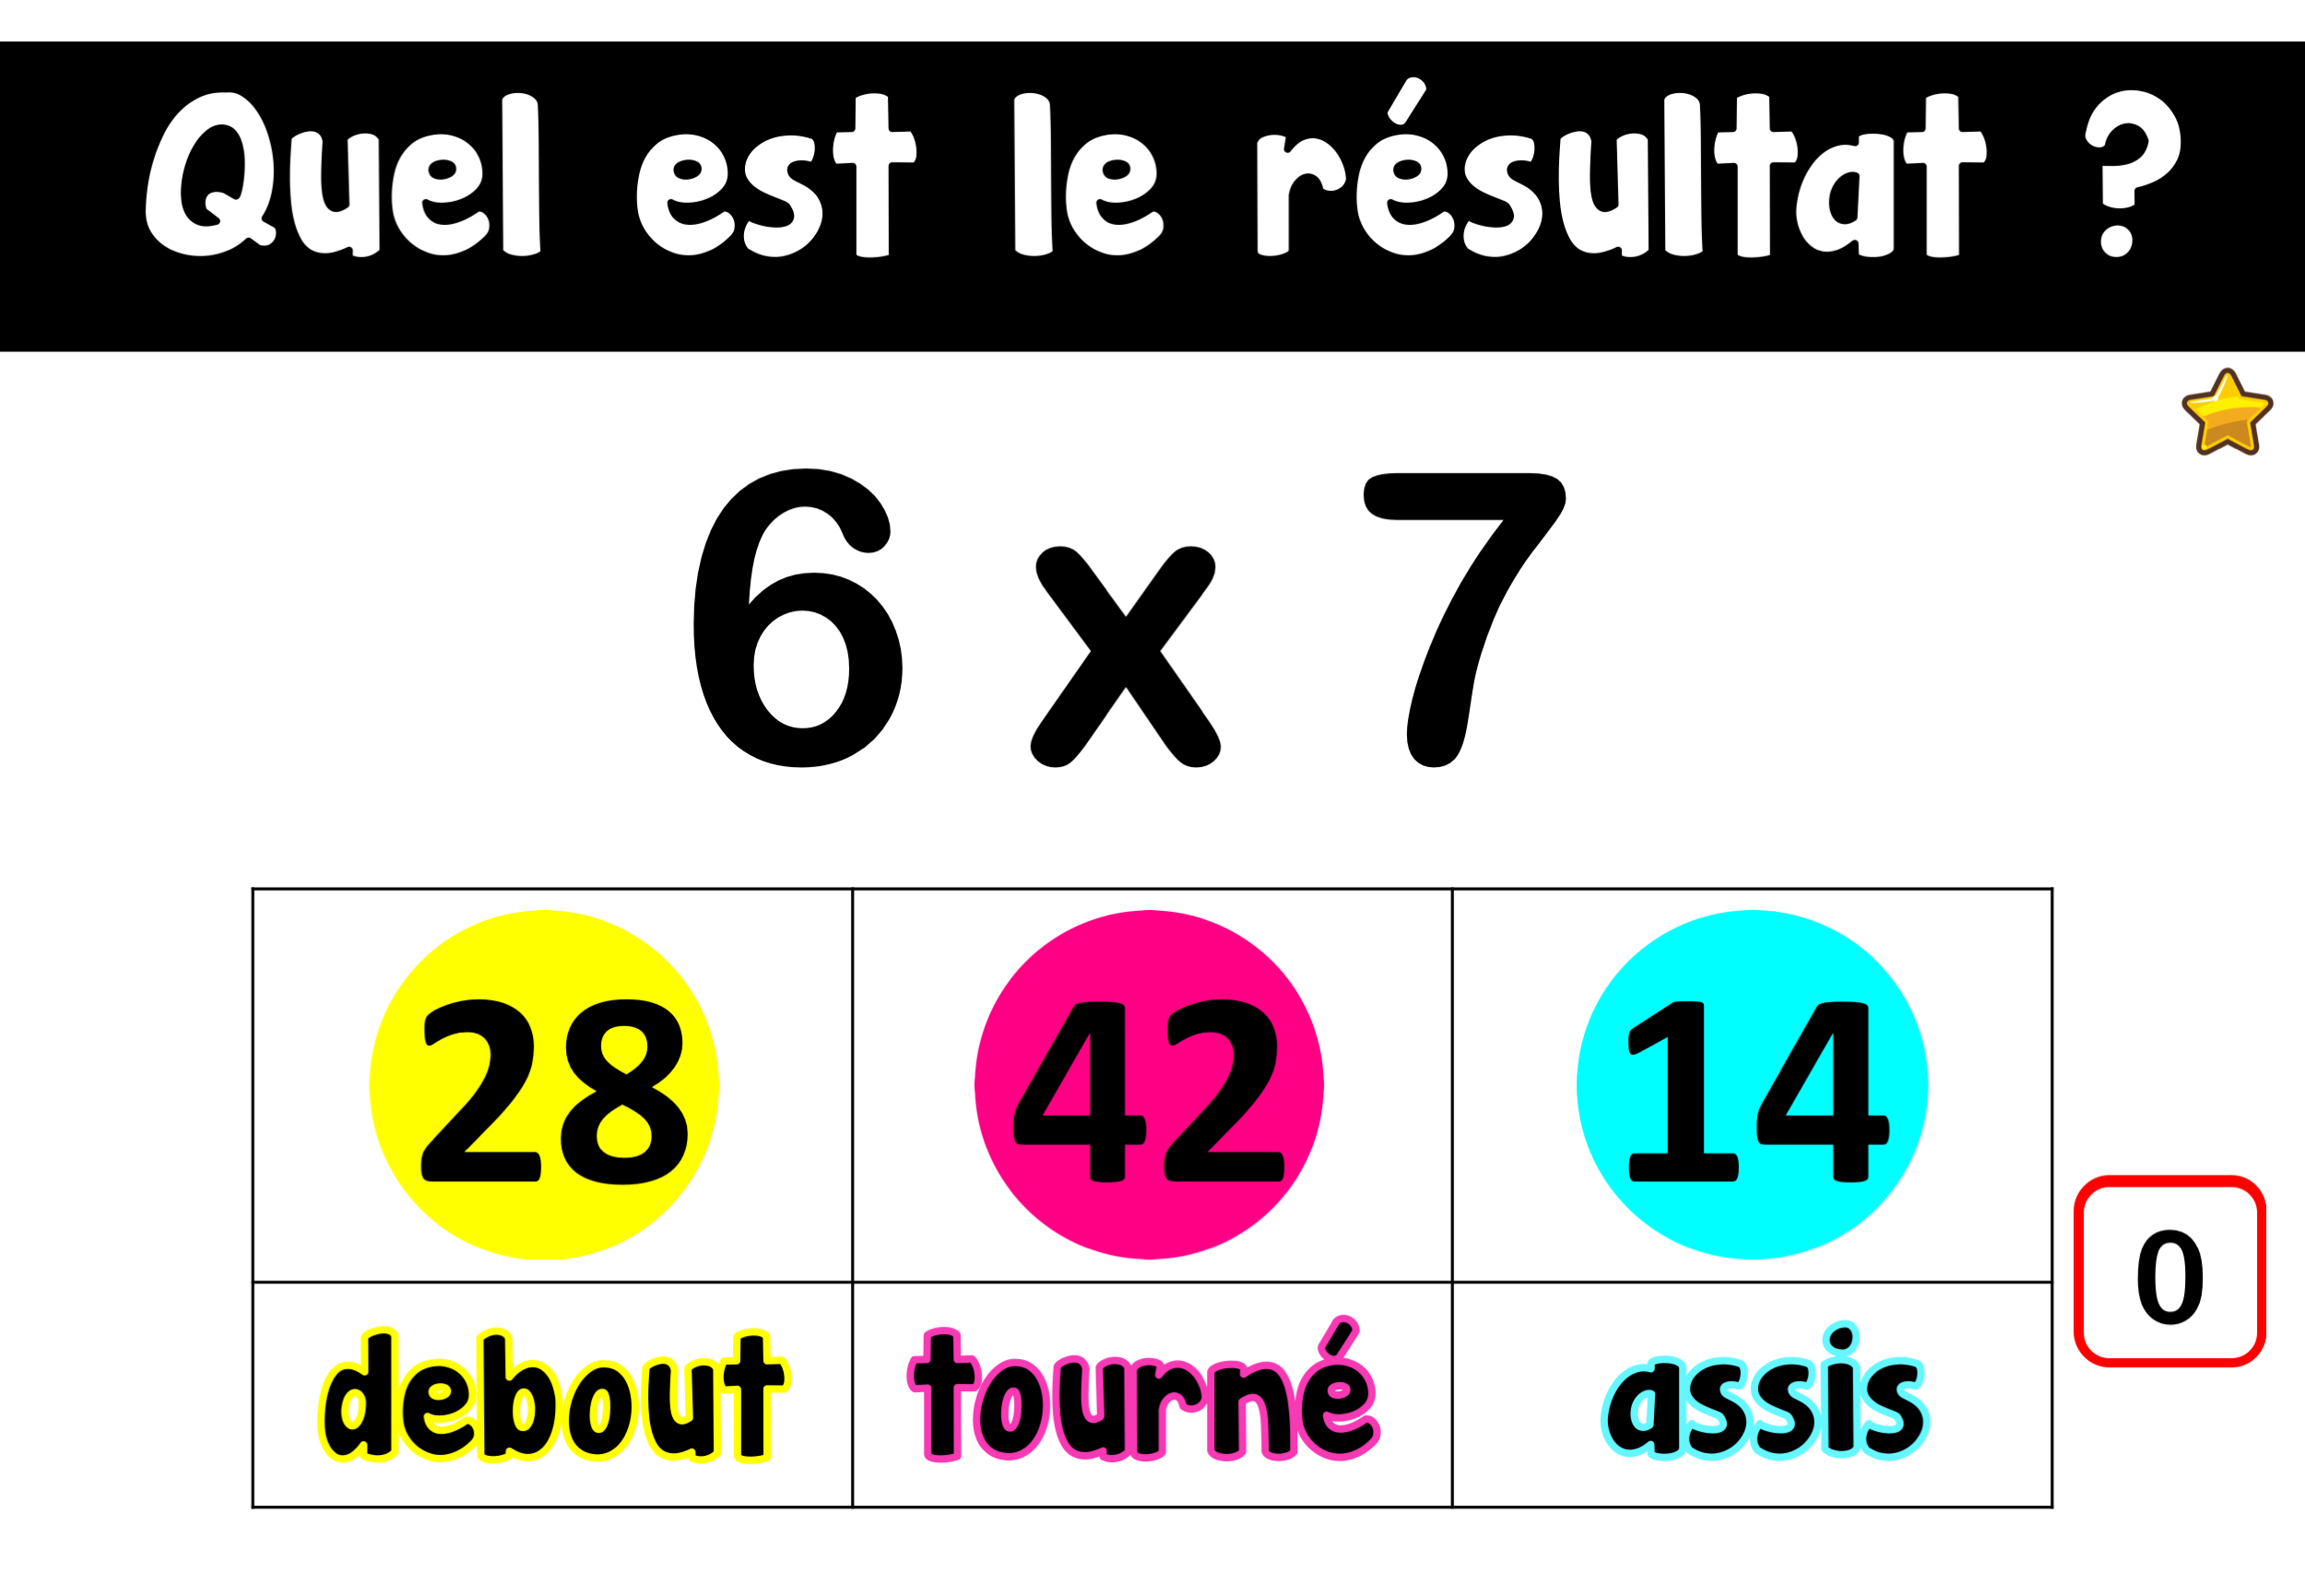 Quel est le résultat ?
6 x 7
28 42 14
0
debout tourné assis